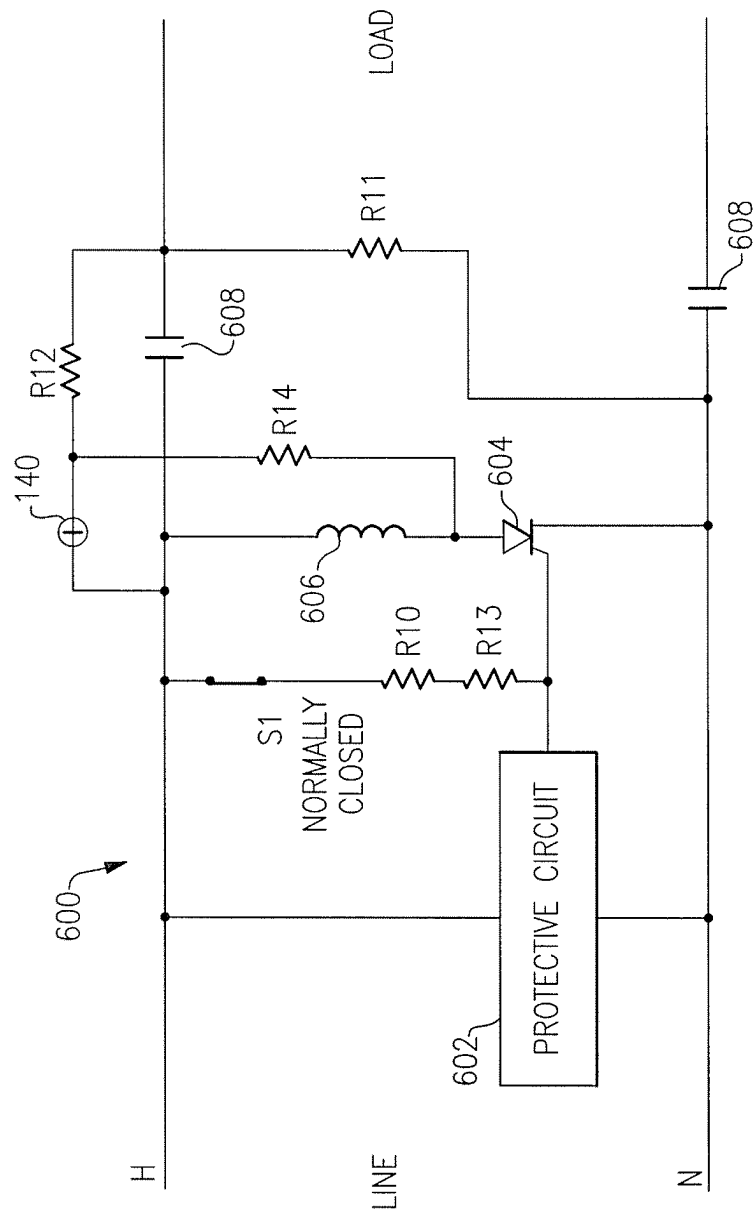 600
H
LINE
N
602
PROTECTIVE CIRCUIT
S1
NORMALLY
CLOSED
R10
R13
606
604
140
R14
R12
608
R11
LOAD
608